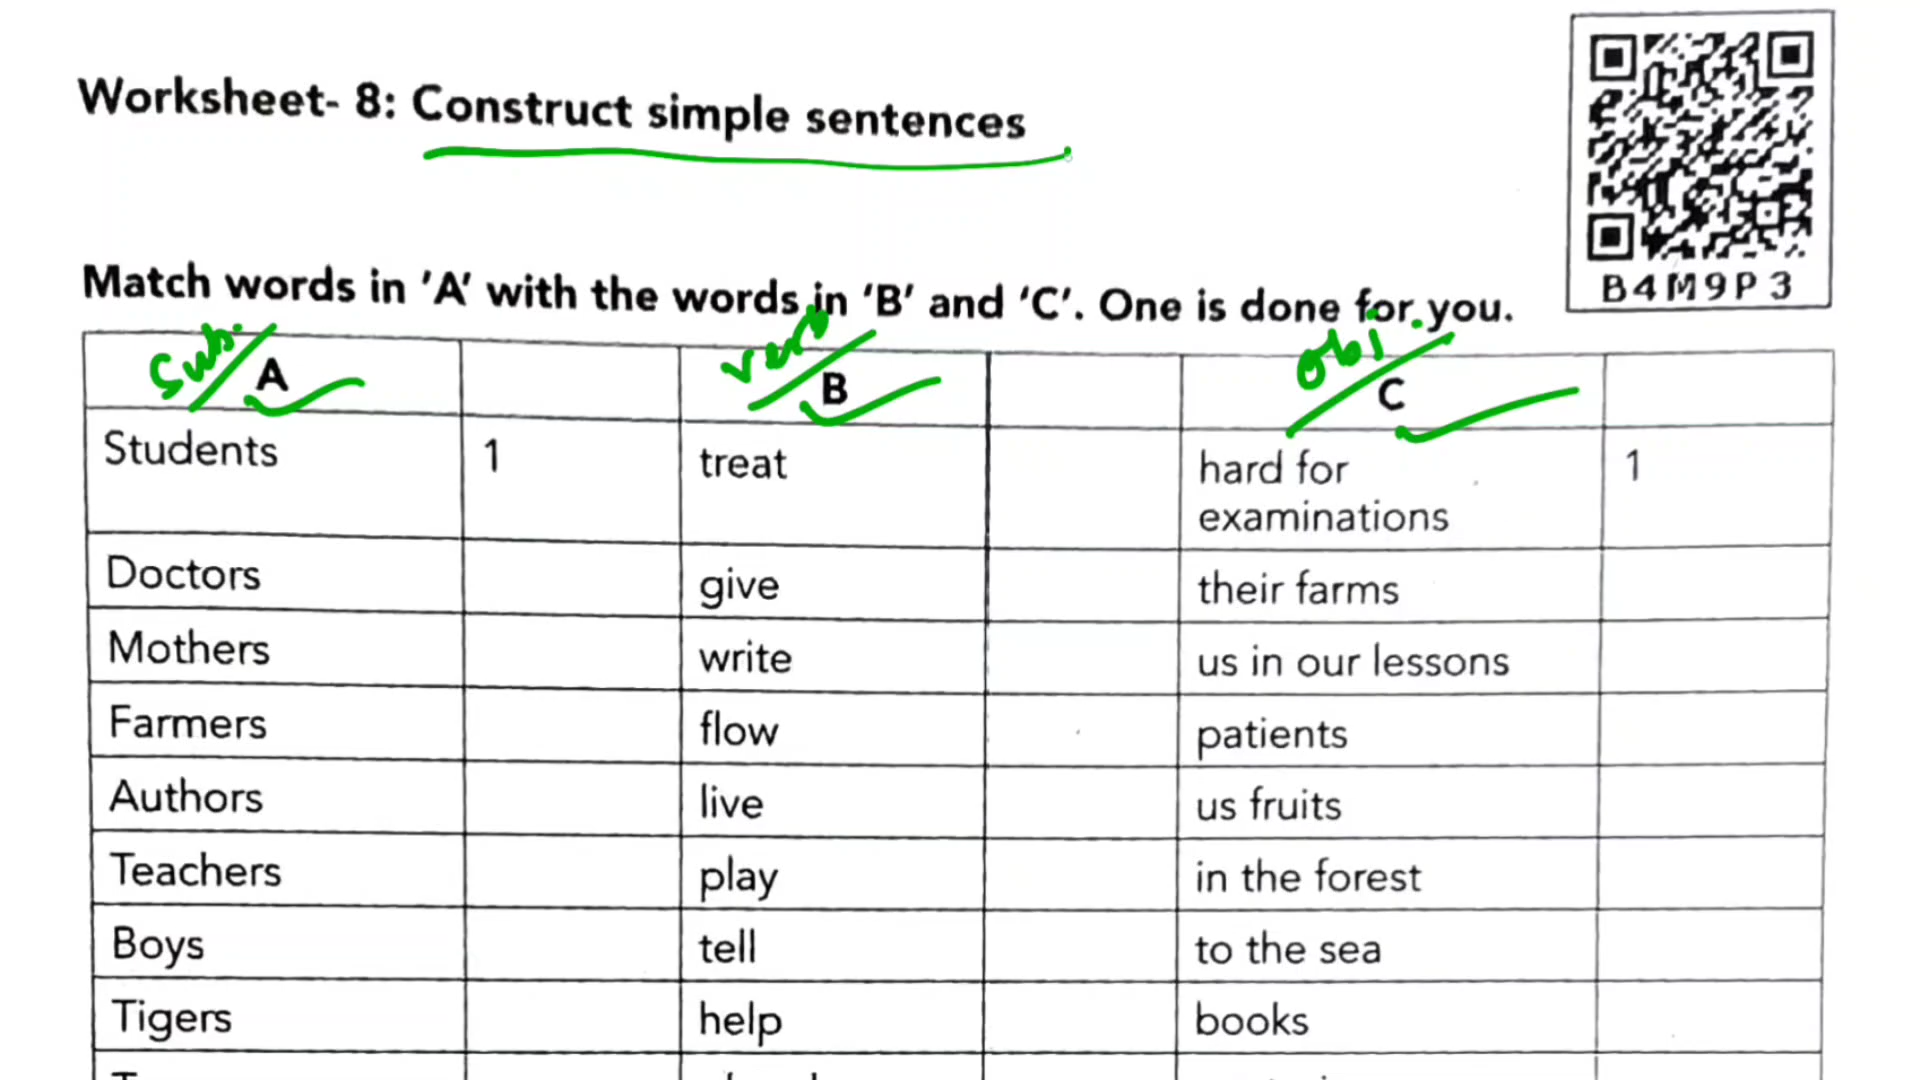 Worksheet- 8: Construct simple sentences
B4M9P3
Match words in 'A' with the words in 'B' and 'C'. One is done for you.
Sub. A verb B Obj. C
Students 1 treat hard for examinations 1
Doctors give their farms
Mothers write us in our lessons
Farmers flow patients
Authors live us fruits
Teachers play in the forest
Boys tell to the sea
Tigers help books